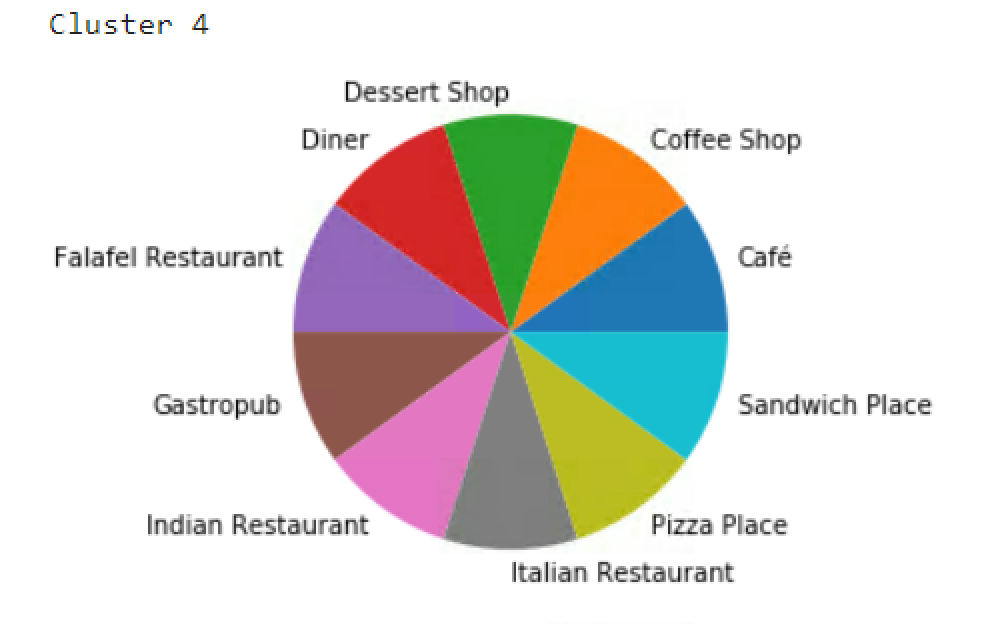 Cluster 4
Dessert Shop
Diner
Coffee Shop
Falafel Restaurant
Café
Gastropub
Sandwich Place
Indian Restaurant
Pizza Place
Italian Restaurant